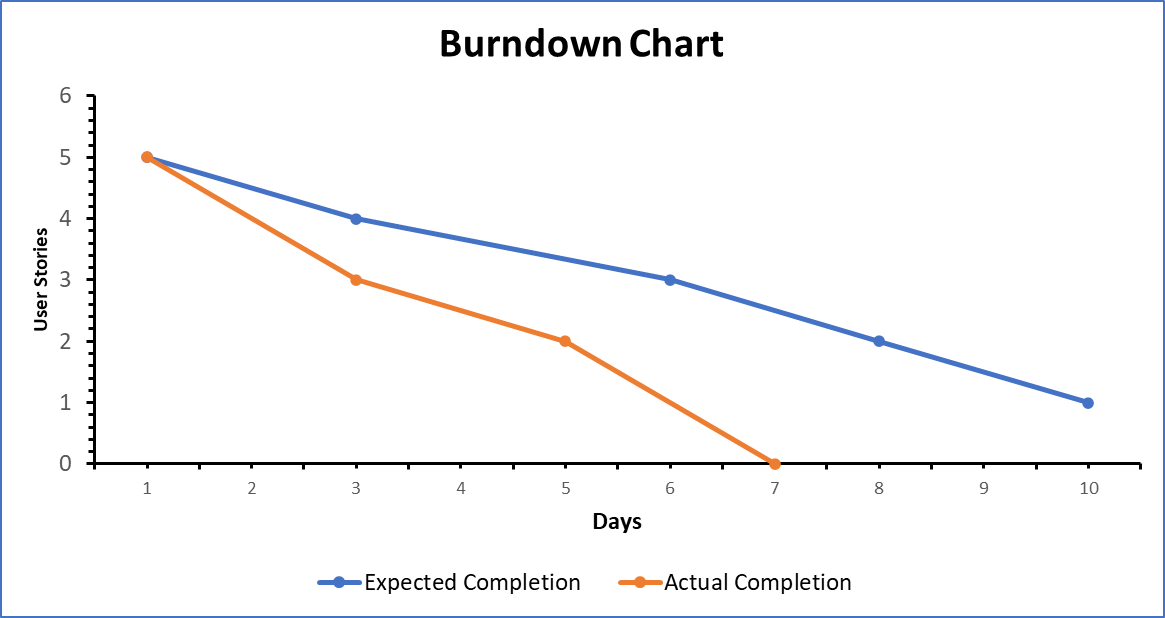 Burndown Chart
6
5
4
3
2
1
0
User Stories
1 2 3 4 5 6 7 8 9 10
Days
Expected Completion Actual Completion